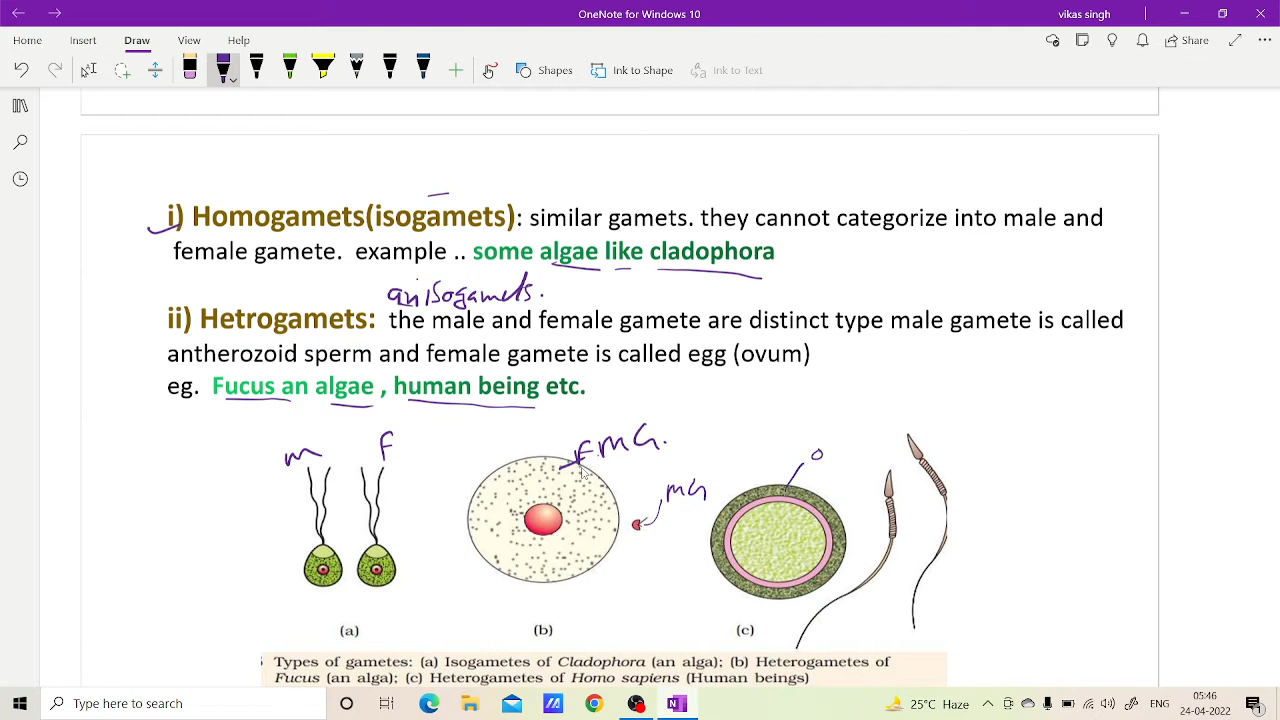 OneNote for Windows 10
vikas singh
Home Insert Draw View Help
Share
Shapes Ink to Shape Ink to Text
i) Homogamets(isogamets): similar gamets. they cannot categorize into male and
female gamete. example .. some algae like cladophora
anisogamets.
ii) Hetrogamets: the male and female gamete are distinct type male gamete is called
antherozoid sperm and female gamete is called egg (ovum)
eg. Fucus an algae , human being etc.
m F F.MG. MG O
(a) (b) (c)
Types of gametes: (a) Isogametes of Cladophora (an alga); (b) Heterogametes of
Fucus (an alga); (c) Heterogametes of Homo sapiens (Human beings)
Type here to search
25°C Haze
ENG
05:46
24-04-2022